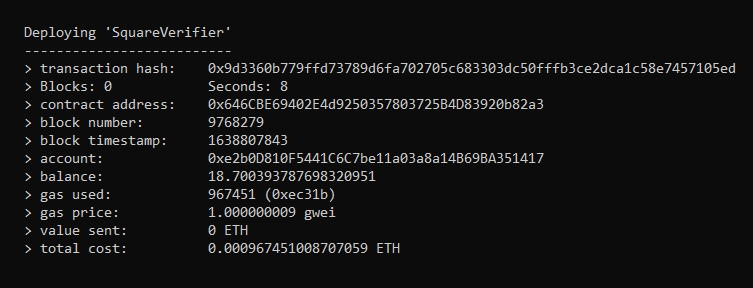 Deploying 'SquareVerifier'
--------------------------
> transaction hash:    0x9d3360b779ffd73789d6fa702705c683303dc50fffb3ce2dca1c58e7457105ed
> Blocks: 0            Seconds: 8
> contract address:    0x646CBE69402E4d9250357803725B4D83920b82a3
> block number:        9768279
> block timestamp:     1638807843
> account:             0xe2b0D810F5441C6C7be11a03a8a14B69BA351417
> balance:             18.700393787698320951
> gas used:            967451 (0xec31b)
> gas price:           1.000000009 gwei
> value sent:          0 ETH
> total cost:          0.000967451008707059 ETH